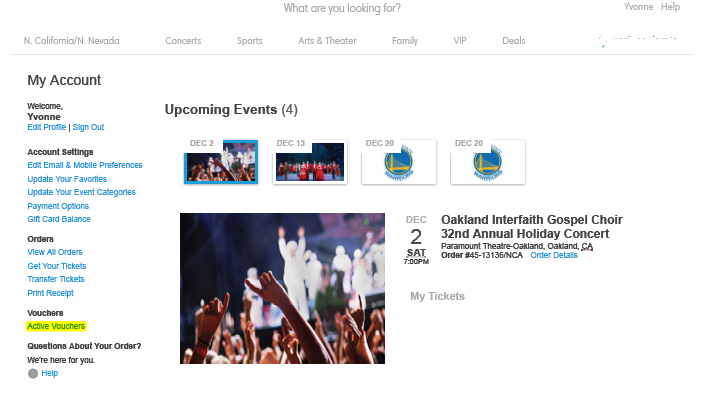 What are you looking for?
Yvonne Help
N. California/N. Nevada Concerts Sports Arts & Theater Family VIP Deals
My Account
Welcome,
Yvonne
Edit Profile | Sign Out
Account Settings
Edit Email & Mobile Preferences
Update Your Favorites
Update Your Event Categories
Payment Options
Gift Card Balance
Orders
View All Orders
Get Your Tickets
Transfer Tickets
Print Receipt
Vouchers
Active Vouchers
Questions About Your Order?
We're here for you.
Help
Upcoming Events (4)
DEC 2 DEC 13 DEC 20 DEC 20
DEC
2
SAT
7:00PM
Oakland Interfaith Gospel Choir
32nd Annual Holiday Concert
Paramount Theatre-Oakland, Oakland, CA
Order #45-13136/NCA Order Details
My Tickets